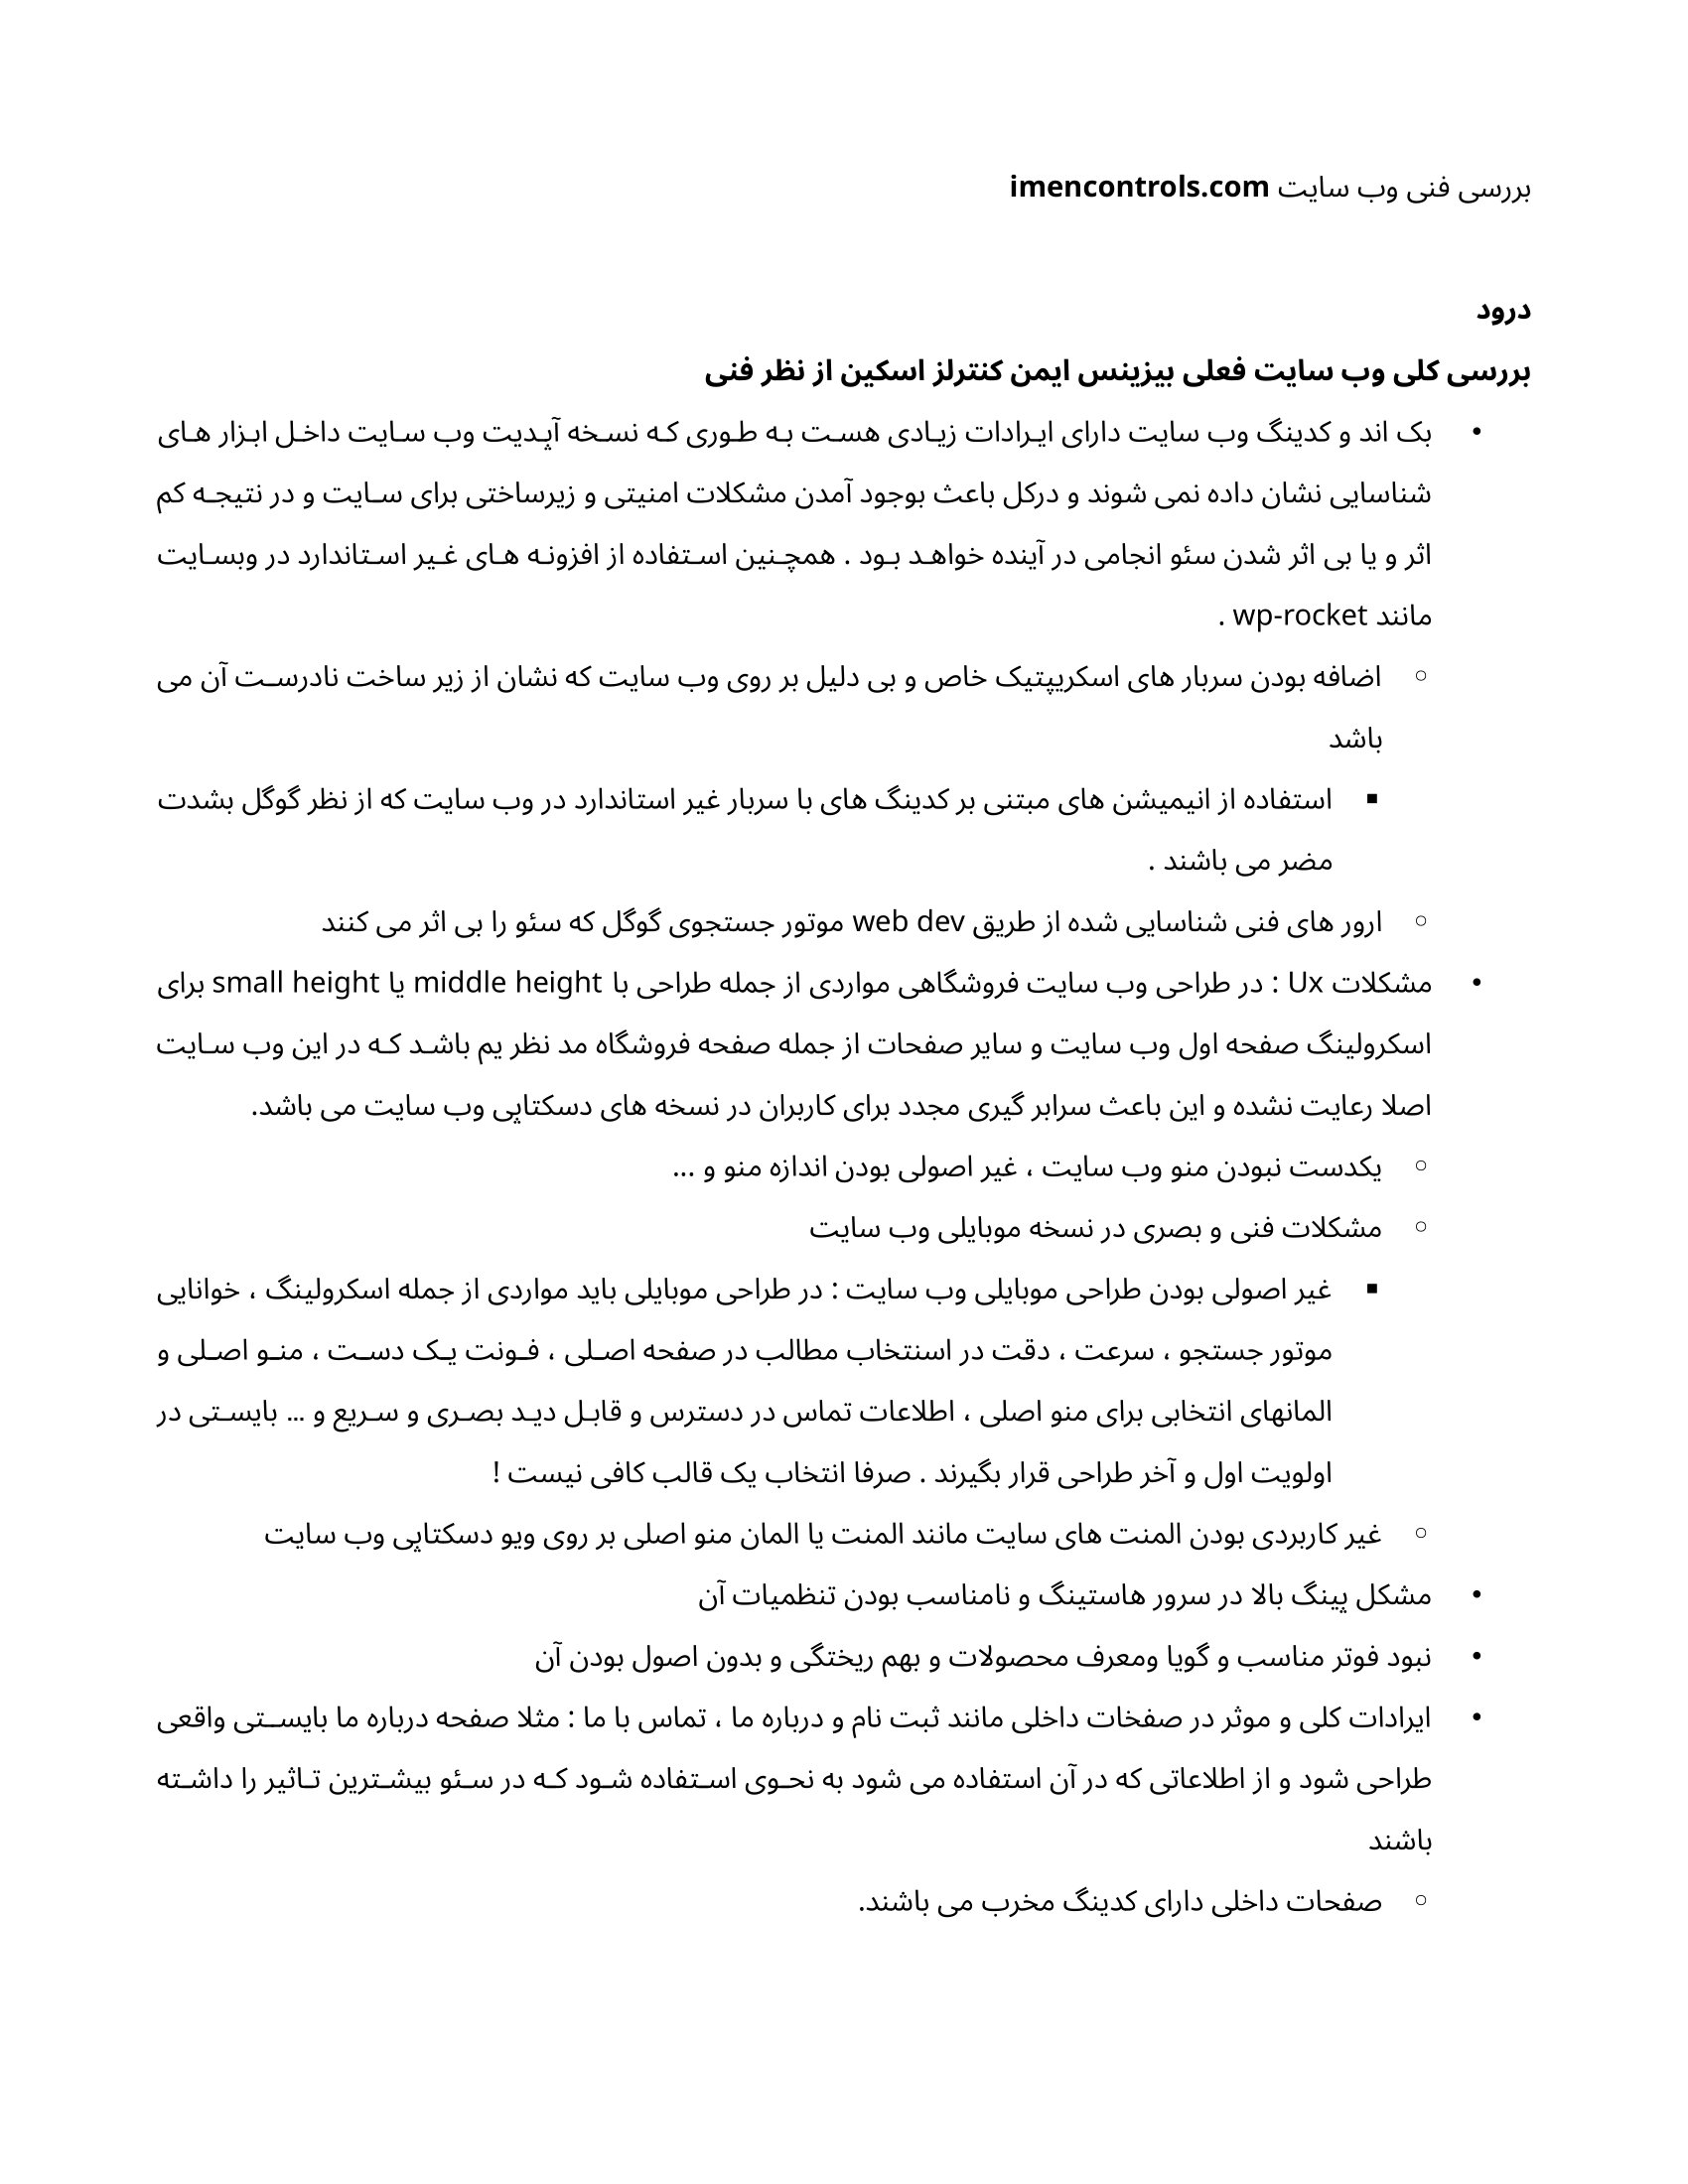 بررسی فنی وب سایت imencontrols.com
درود
بررسی کلی وب سایت فعلی بیزینس ایمن کنترلز اسکین از نظر فنی
• بک اند و کدینگ وب سایت دارای ایرادات زیادی هست به طوری که نسخه آپدیت وب سایت داخل ابزار های
شناسایی نشان داده نمی شوند و درکل باعث بوجود آمدن مشکلات امنیتی و زیرساختی برای سایت و در نتیجه کم
اثر و یا بی اثر شدن سئو انجامی در آینده خواهد بود . همچنین استفاده از افزونه های غیر استاندارد در وبسایت
مانند wp-rocket .
○ اضافه بودن سربار های اسکریپتیک خاص و بی دلیل بر روی وب سایت که نشان از زیر ساخت نادرست آن می
باشد
▪ استفاده از انیمیشن های مبتنی بر کدینگ های با سربار غیر استاندارد در وب سایت که از نظر گوگل بشدت
مضر می باشند .
○ ارور های فنی شناسایی شده از طریق web dev موتور جستجوی گوگل که سئو را بی اثر می کنند
• مشکلات Ux : در طراحی وب سایت فروشگاهی مواردی از جمله طراحی با middle height یا small height برای
اسکرولینگ صفحه اول وب سایت و سایر صفحات از جمله صفحه فروشگاه مد نظر یم باشد که در این وب سایت
اصلا رعایت نشده و این باعث سرابر گیری مجدد برای کاربران در نسخه های دسکتاپی وب سایت می باشد.
○ یکدست نبودن منو وب سایت ، غیر اصولی بودن اندازه منو و ...
○ مشکلات فنی و بصری در نسخه موبایلی وب سایت
▪ غیر اصولی بودن طراحی موبایلی وب سایت : در طراحی موبایلی باید مواردی از جمله اسکرولینگ ، خوانایی
موتور جستجو ، سرعت ، دقت در اسنتخاب مطالب در صفحه اصلی ، فونت یک دست ، منو اصلی و
المانهای انتخابی برای منو اصلی ، اطلاعات تماس در دسترس و قابل دید بصری و سریع و ... بایستی در
اولویت اول و آخر طراحی قرار بگیرند . صرفا انتخاب یک قالب کافی نیست !
○ غیر کاربردی بودن المنت های سایت مانند المنت یا المان منو اصلی بر روی ویو دسکتاپی وب سایت
• مشکل پینگ بالا در سرور هاستینگ و نامناسب بودن تنظمیات آن
• نبود فوتر مناسب و گویا ومعرف محصولات و بهم ریختگی و بدون اصول بودن آن
• ایرادات کلی و موثر در صفخات داخلی مانند ثبت نام و درباره ما ، تماس با ما : مثلا صفحه درباره ما بایستی واقعی
طراحی شود و از اطلاعاتی که در آن استفاده می شود به نحوی استفاده شود که در سئو بیشترین تاثیر را داشته
باشند
○ صفحات داخلی دارای کدینگ مخرب می باشند.